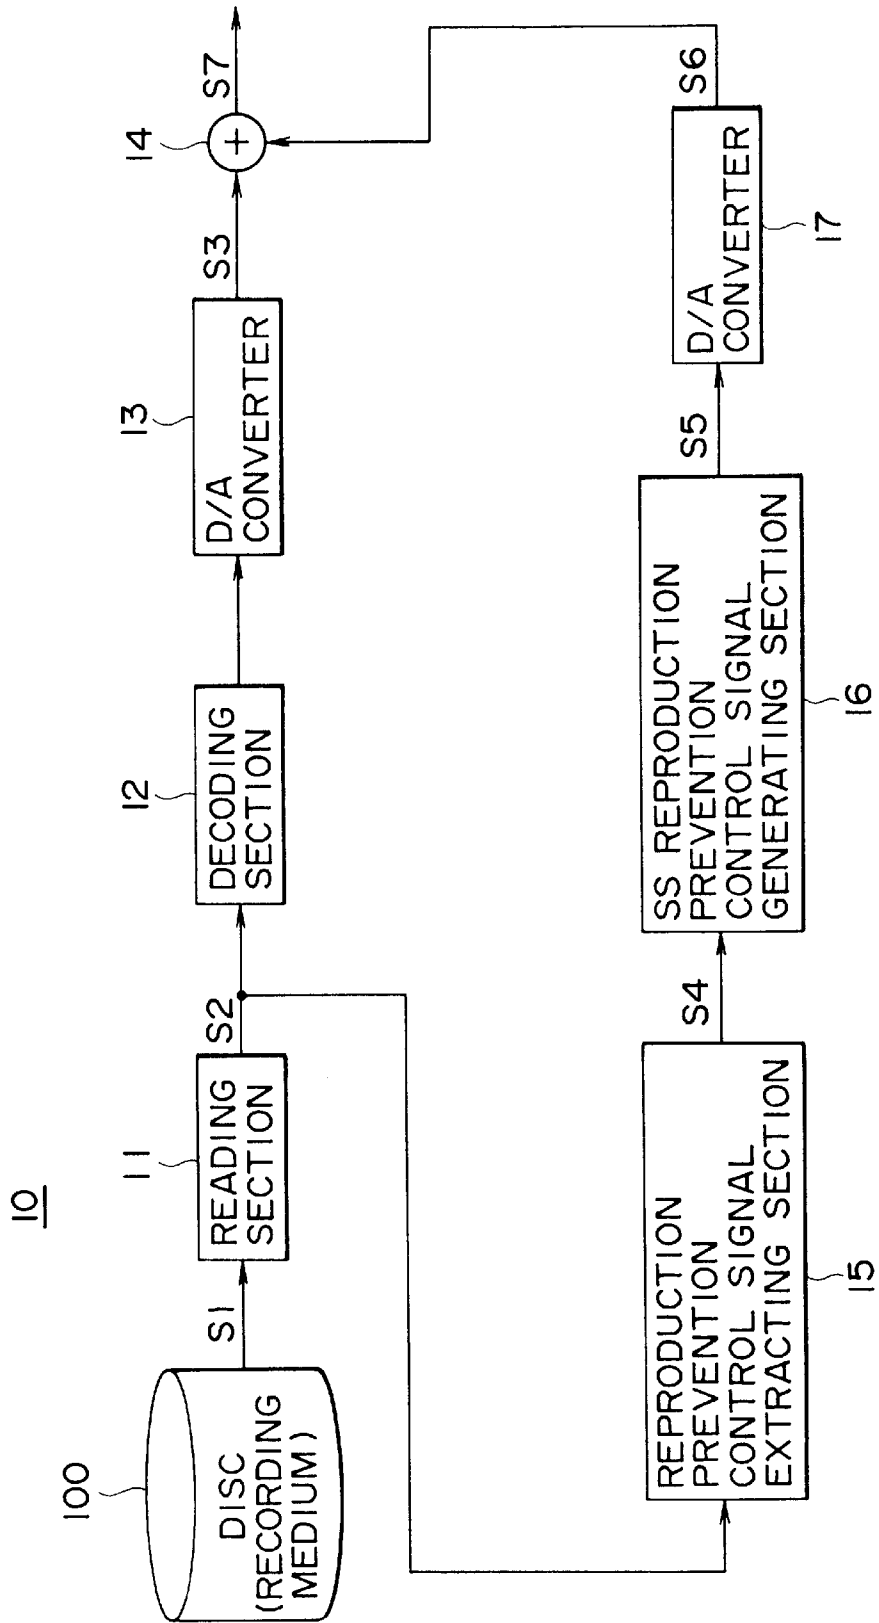 10
100
DISC
(RECORDING
MEDIUM)
S1
11
READING
SECTION
S2
12
DECODING
SECTION
13
D/A
CONVERTER
S3
14
S7
REPRODUCTION
PREVENTION
CONTROL SIGNAL
EXTRACTING SECTION
15
S4
SS REPRODUCTION
PREVENTION
CONTROL SIGNAL
GENERATING SECTION
16
S5
D/A
CONVERTER
17
S6